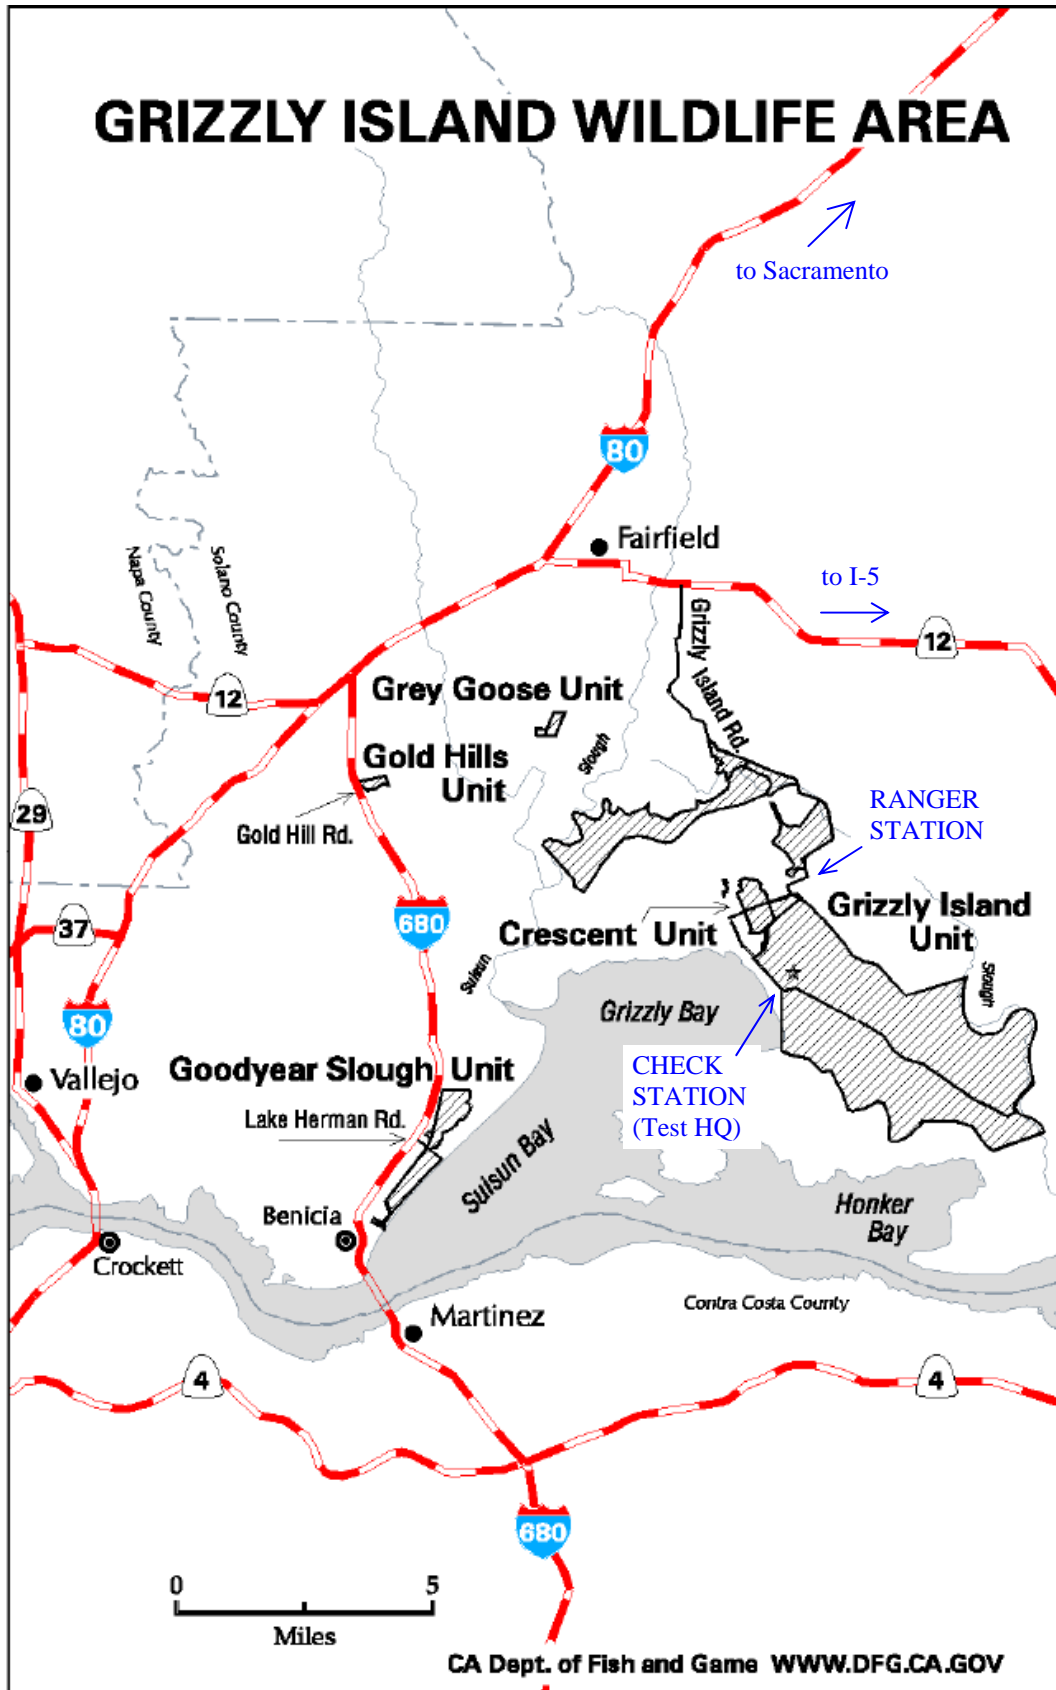 GRIZZLY ISLAND WILDLIFE AREA
to Sacramento
80
Fairfield
to I-5
Napa County
Solano County
12
12
Grizzly Island Rd.
Grey Goose Unit
Slough
Gold Hills
Unit
29
Gold Hill Rd.
RANGER
STATION
37
680
Crescent Unit
Grizzly Island
Unit
Suisun
Slough
80
Grizzly Bay
Vallejo
Goodyear Slough Unit
CHECK
STATION
(Test HQ)
Lake Herman Rd.
Suisun Bay
Benicia
Honker
Bay
Crockett
Contra Costa County
Martinez
4
4
680
0 5
Miles
CA Dept. of Fish and Game WWW.DFG.CA.GOV